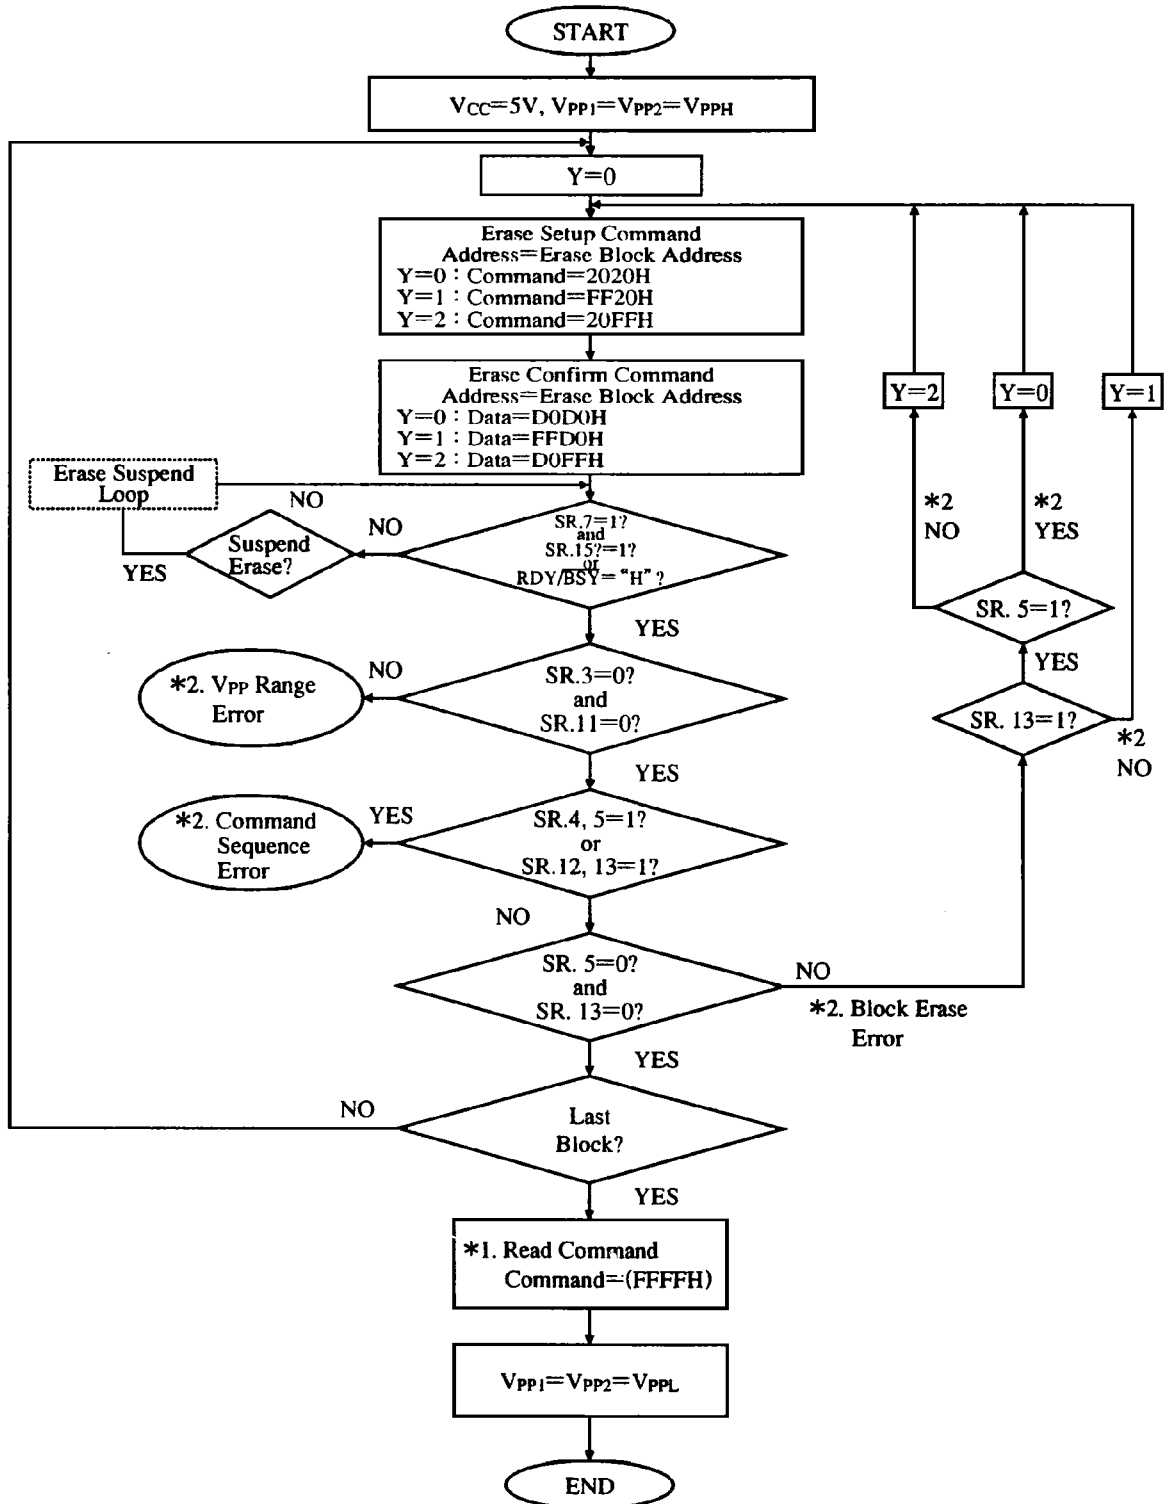 START
VCC=5V, VPP1=VPP2=VPPH
Y=0
Erase Setup Command
Address=Erase Block Address
Y=0 : Command=2020H
Y=1 : Command=FF20H
Y=2 : Command=20FFH
Erase Confirm Command
Address=Erase Block Address
Y=0 : Data=D0D0H
Y=1 : Data=FFD0H
Y=2 : Data=D0FFH
Y=2
Y=0
Y=1
Erase Suspend
Loop
NO
YES
Suspend
Erase?
NO
SR.7=1?
and
SR.15?=1?
or
RDY/B̅S̅Y̅= “H” ?
YES
*2
NO
*2
YES
SR. 5=1?
YES
SR. 13=1?
*2
NO
*2. VPP Range
Error
NO
SR.3=0?
and
SR.11=0?
YES
*2. Command
Sequence
Error
YES
SR.4, 5=1?
or
SR.12, 13=1?
NO
SR. 5=0?
and
SR. 13=0?
NO
*2. Block Erase
Error
YES
NO
Last
Block?
YES
*1. Read Command
Command=(FFFFH)
VPP1=VPP2=VPPL
END